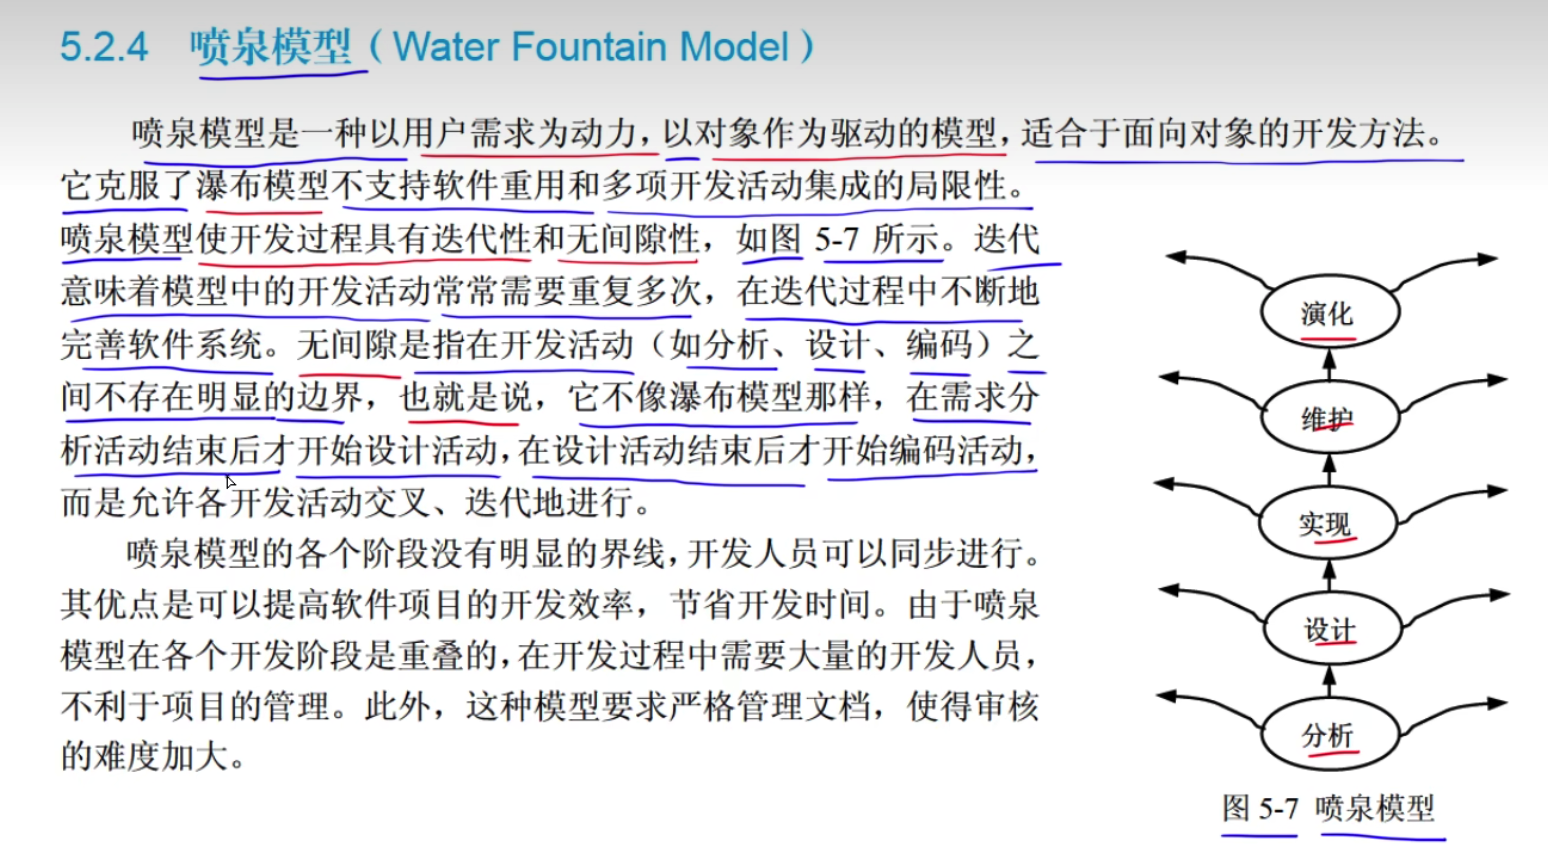 5.2.4 喷泉模型（Water Fountain Model）
喷泉模型是一种以用户需求为动力，以对象作为驱动的模型，适合于面向对象的开发方法。
它克服了瀑布模型不支持软件重用和多项开发活动集成的局限性。
喷泉模型使开发过程具有迭代性和无间隙性，如图 5-7 所示。迭代
意味着模型中的开发活动常常需要重复多次，在迭代过程中不断地
完善软件系统。无间隙是指在开发活动（如分析、设计、编码）之
间不存在明显的边界，也就是说，它不像瀑布模型那样，在需求分
析活动结束后才开始设计活动，在设计活动结束后才开始编码活动，
而是允许各开发活动交叉、迭代地进行。
喷泉模型的各个阶段没有明显的界线，开发人员可以同步进行。
其优点是可以提高软件项目的开发效率，节省开发时间。由于喷泉
模型在各个开发阶段是重叠的，在开发过程中需要大量的开发人员，
不利于项目的管理。此外，这种模型要求严格管理文档，使得审核
的难度加大。
演化
维护
实现
设计
分析
图 5-7 喷泉模型